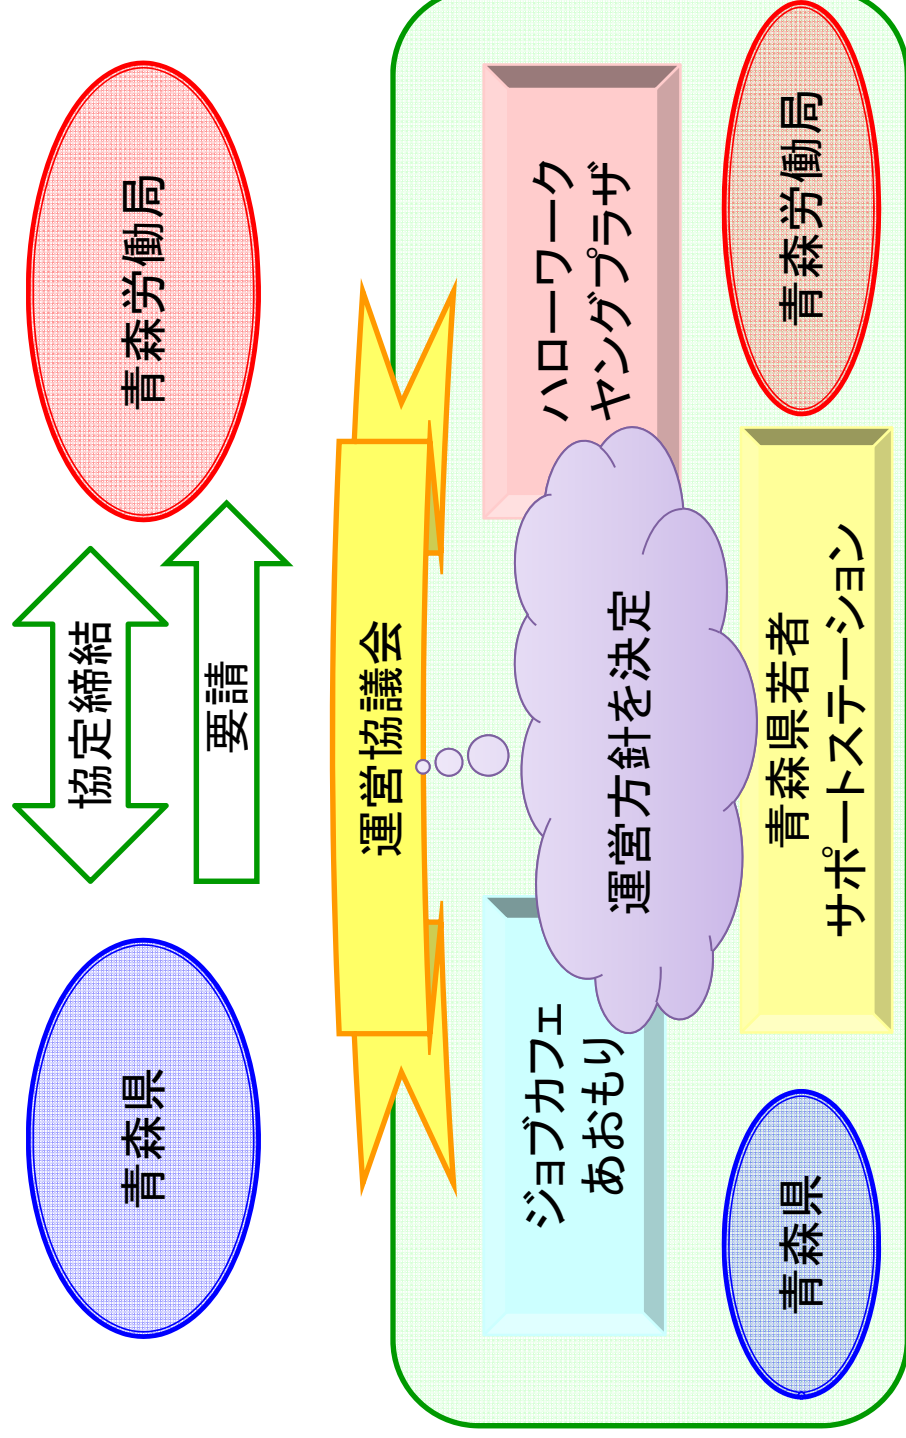 青森県
協定締結
要請
青森労働局
運営協議会
ジョブカフェ
あおもり
運営方針を決定
ハローワーク
ヤングプラザ
青森県
青森県若者
サポートステーション
青森労働局